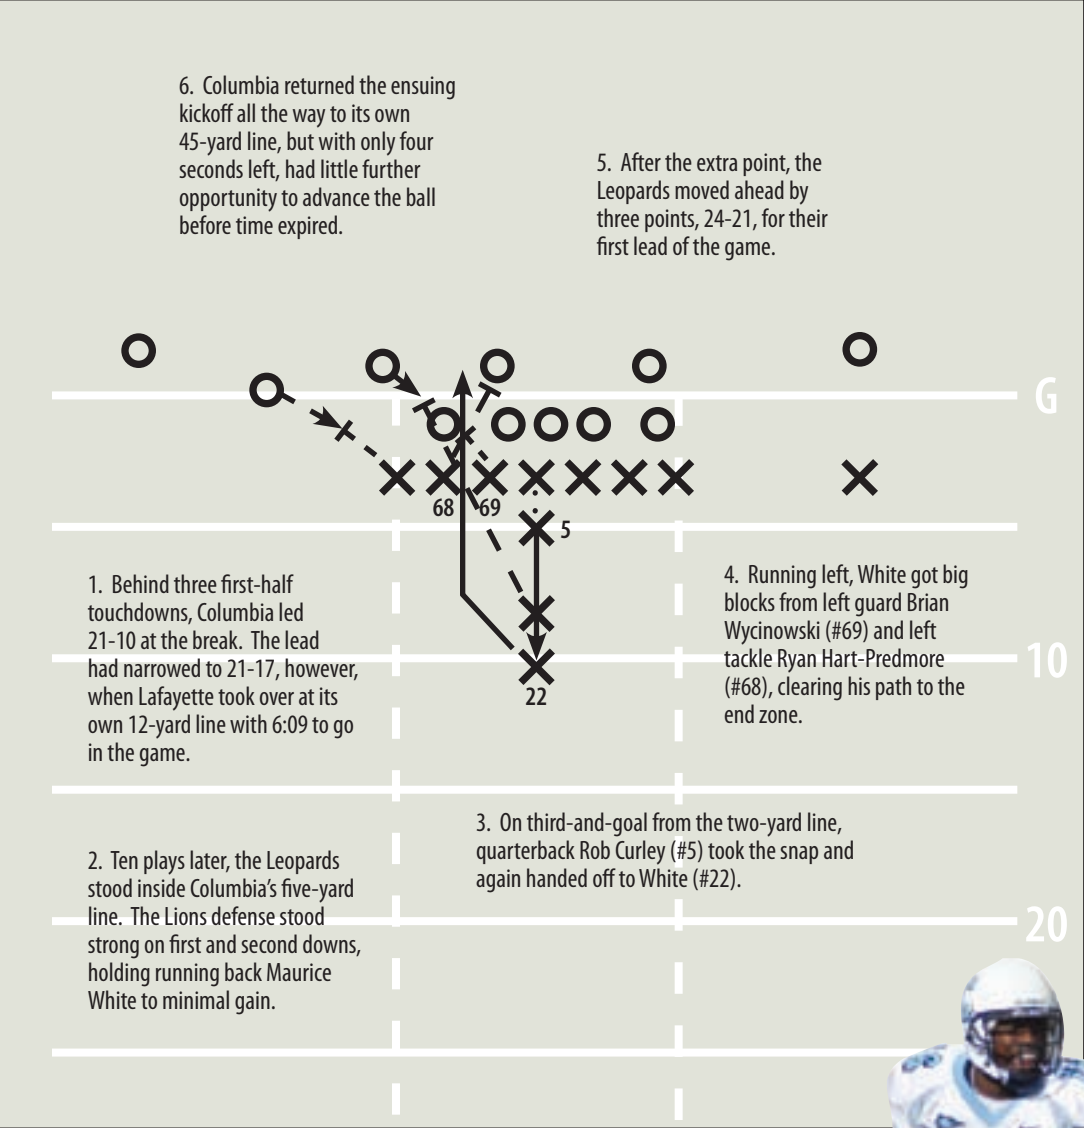 6. Columbia returned the ensuing
kickoff all the way to its own
45-yard line, but with only four
seconds left, had little further
opportunity to advance the ball
before time expired.
5. After the extra point, the
Leopards moved ahead by
three points, 24-21, for their
first lead of the game.
G
68
69
5
1. Behind three first-half
touchdowns, Columbia led
21-10 at the break. The lead
had narrowed to 21-17, however,
when Lafayette took over at its
own 12-yard line with 6:09 to go
in the game.
4. Running left, White got big
blocks from left guard Brian
Wycinowski (#69) and left
tackle Ryan Hart-Predmore
(#68), clearing his path to the
end zone.
10
22
3. On third-and-goal from the two-yard line,
quarterback Rob Curley (#5) took the snap and
again handed off to White (#22).
2. Ten plays later, the Leopards
stood inside Columbia's five-yard
line. The Lions defense stood
strong on first and second downs,
holding running back Maurice
White to minimal gain.
20